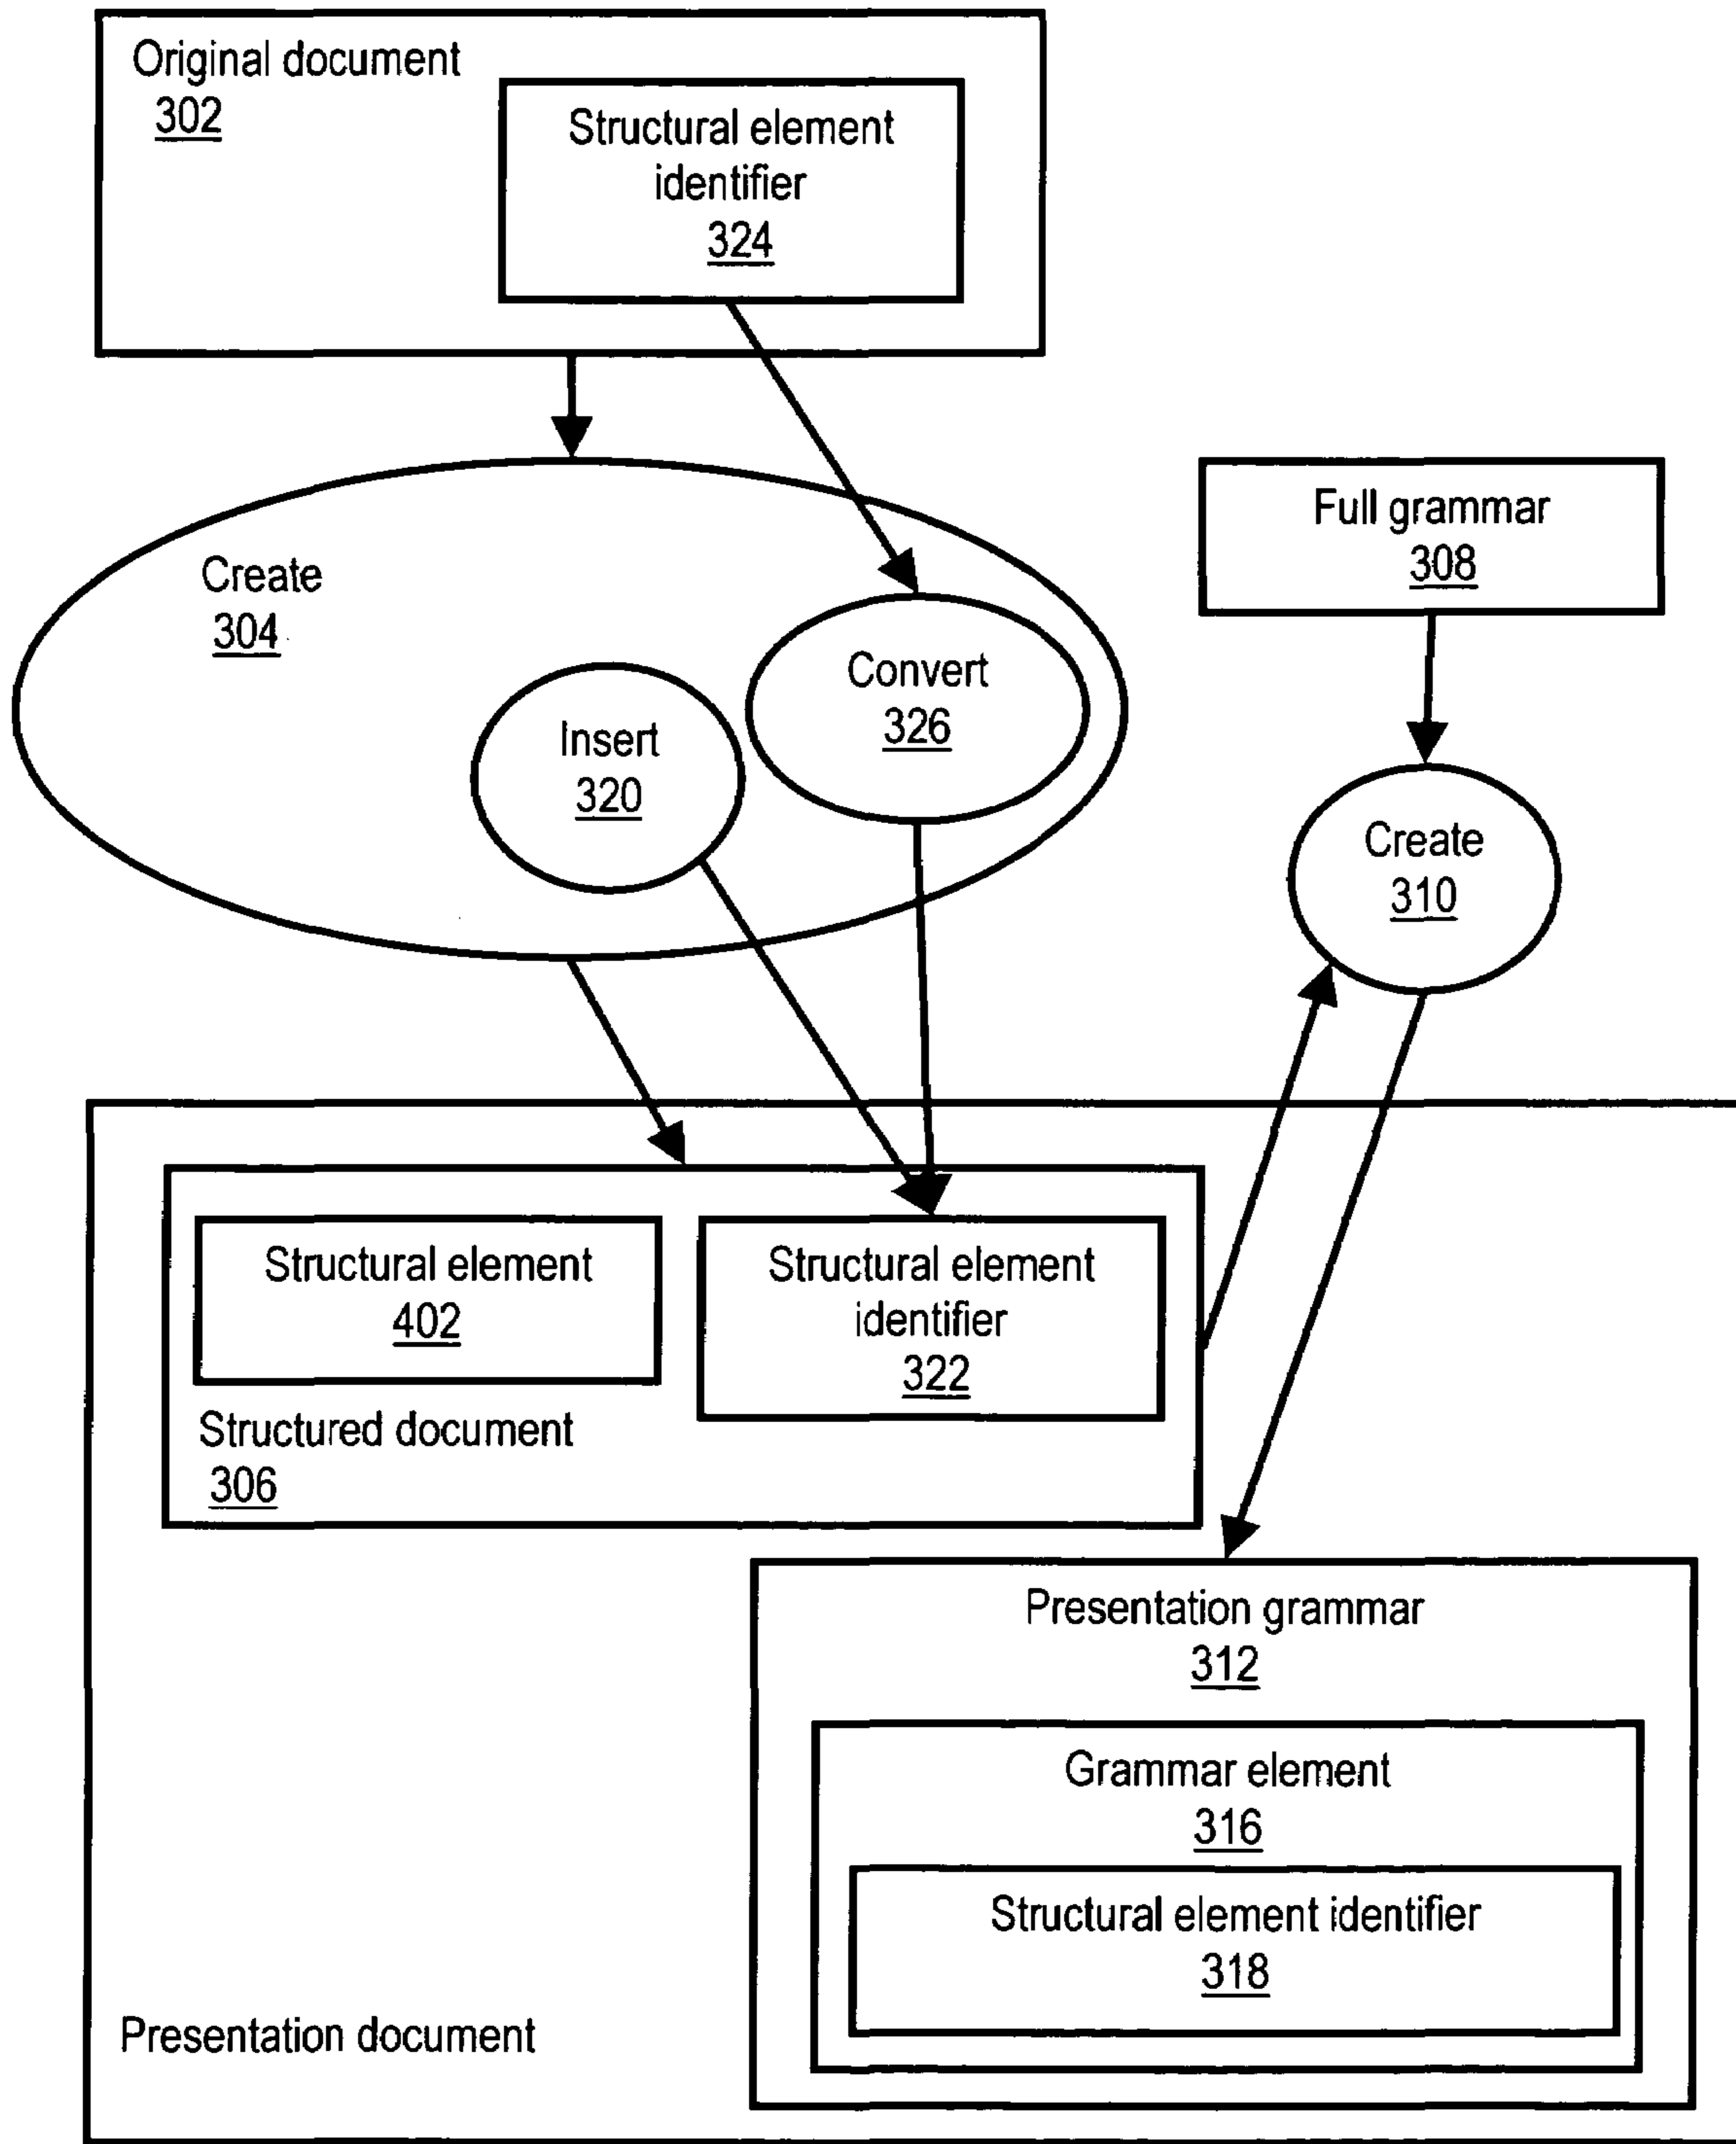 Original document
302
Structural element
identifier
324
Create
304
Convert
326
Insert
320
Full grammar
308
Create
310
Structural element
402
Structural element
identifier
322
Structured document
306
Presentation grammar
312
Grammar element
316
Structural element identifier
318
Presentation document